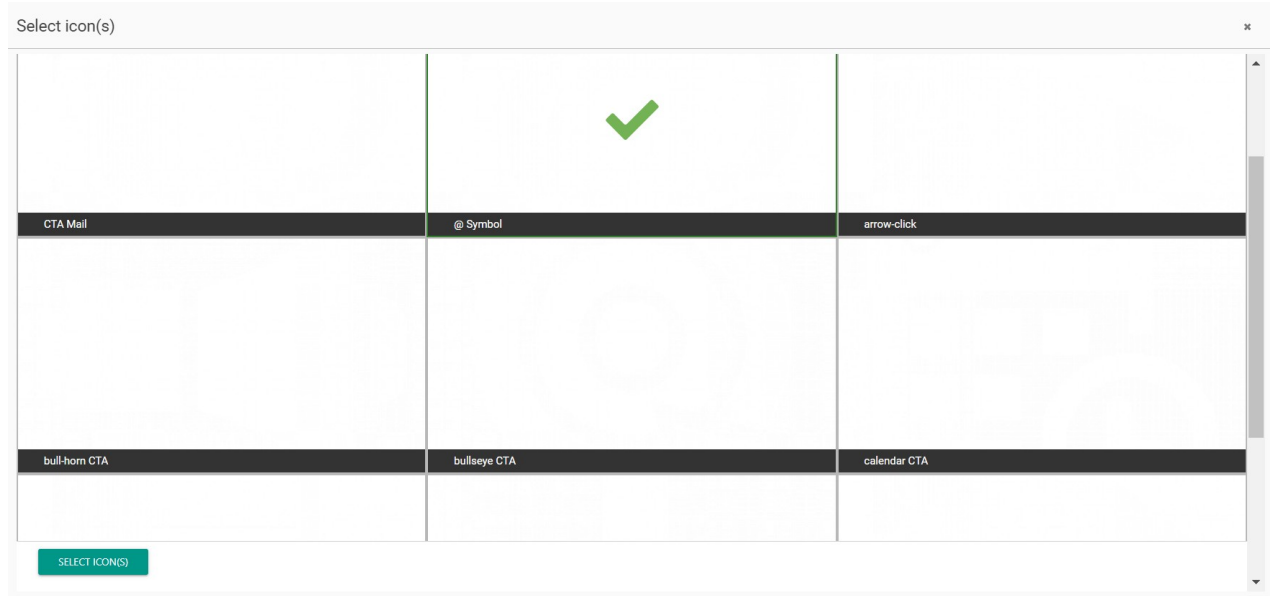 Select icon(s)
CTA Mail
@ Symbol
arrow-click
bull-horn CTA
bullseye CTA
calendar CTA
SELECT ICON(S)